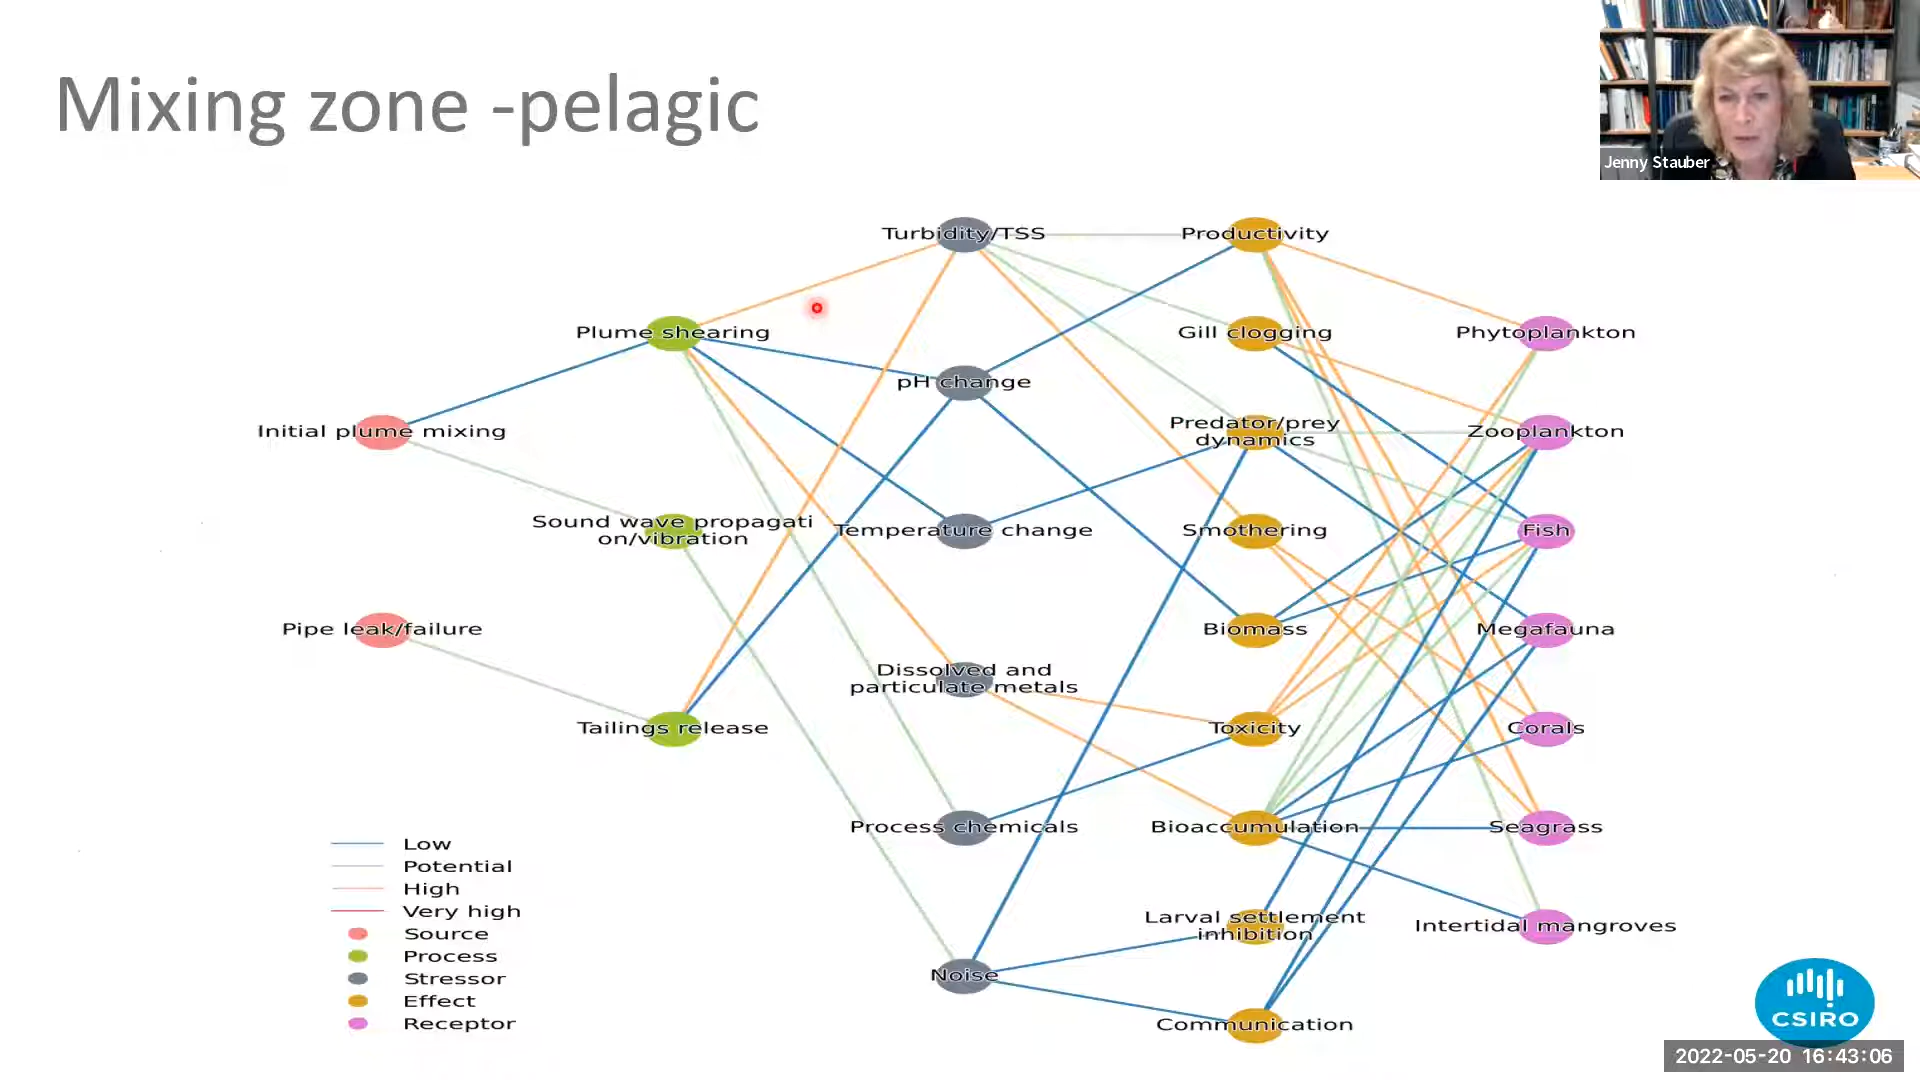 Mixing zone -pelagic
Jenny Stauber
Turbidity/TSS
Productivity
Plume shearing
Gill clogging
Phytoplankton
pH change
Initial plume mixing
Predator/prey
dynamics
Zooplankton
Sound wave propagati
on/vibration
Temperature change
Smothering
Fish
Pipe leak/failure
Biomass
Megafauna
Dissolved and
particulate metals
Tailings release
Toxicity
Corals
Process chemicals
Bioaccumulation
Seagrass
Larval settlement
inhibition
Intertidal mangroves
Noise
Communication
Low
Potential
High
Very high
Source
Process
Stressor
Effect
Receptor
CSIRO
2022-05-20 16:43:06